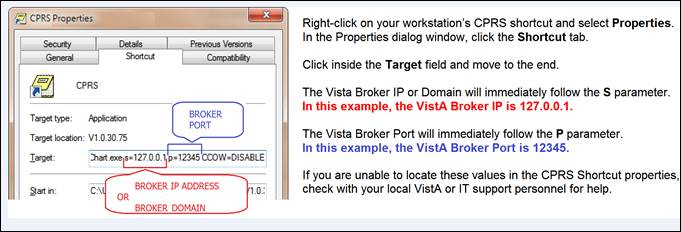 CPRS Properties
Security Details Previous Versions
General Shortcut Compatibility
CPRS
Target type: Application
Target location: V1.0.30.75
Target: Chart.exe s=127.0.0.1 p=12345 CCOW=DISABLE
Start in:
BROKER
PORT
BROKER IP ADDRESS
OR
BROKER DOMAIN
Right-click on your workstation’s CPRS shortcut and select Properties.
In the Properties dialog window, click the Shortcut tab.
Click inside the Target field and move to the end.
The Vista Broker IP or Domain will immediately follow the S parameter.
In this example, the VistA Broker IP is 127.0.0.1.
The Vista Broker Port will immediately follow the P parameter.
In this example, the VistA Broker Port is 12345.
If you are unable to locate these values in the CPRS Shortcut properties,
check with your local VistA or IT support personnel for help.